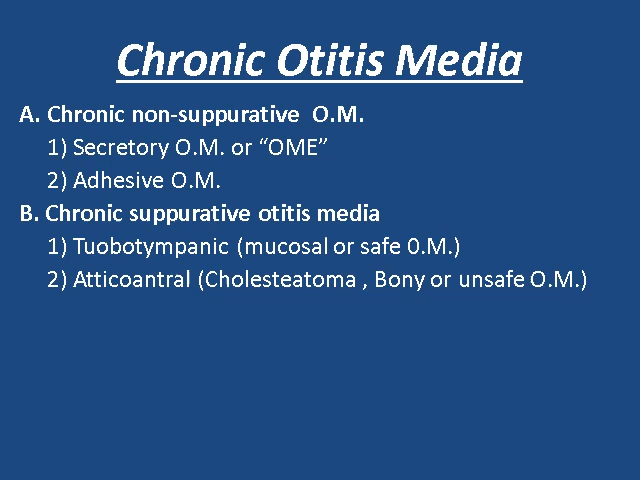 Chronic Otitis Media
A. Chronic non-suppurative O.M.
1) Secretory O.M. or “OME”
2) Adhesive O.M.
B. Chronic suppurative otitis media
1) Tuobotympanic (mucosal or safe 0.M.)
2) Atticoantral (Cholesteatoma , Bony or unsafe O.M.)